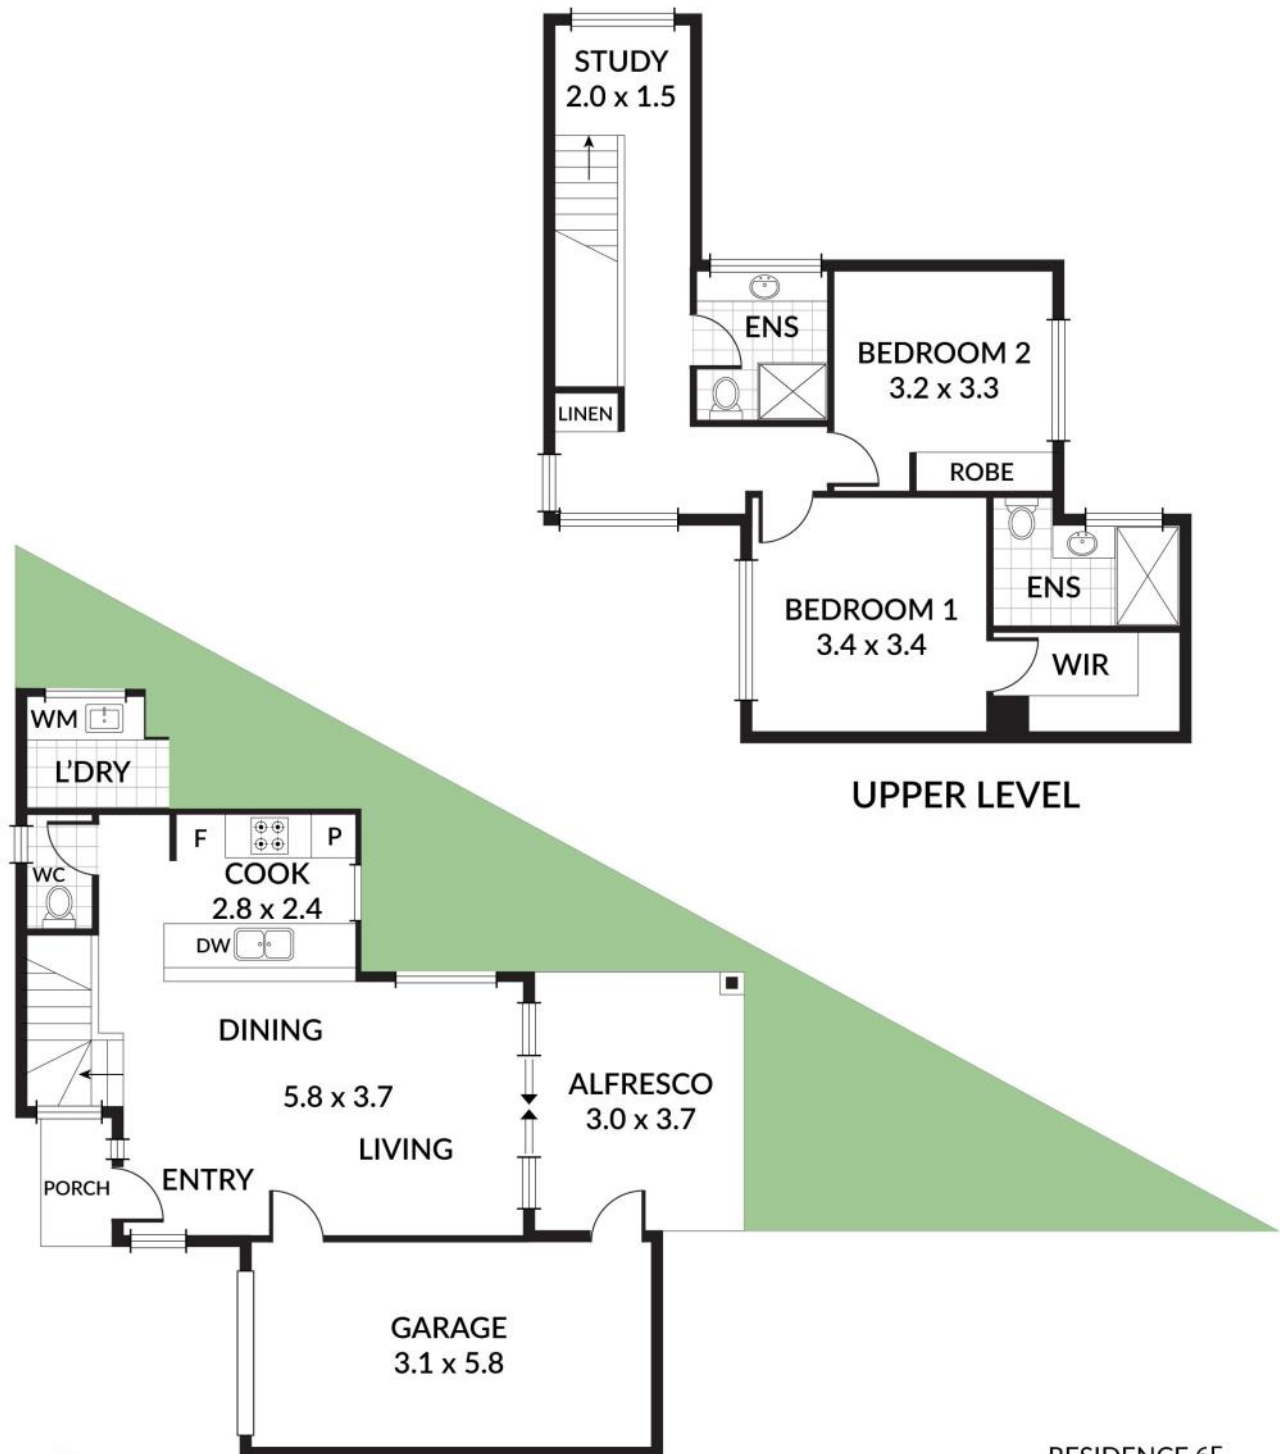 STUDY
2.0 x 1.5
ENS
BEDROOM 2
3.2 x 3.3
LINEN
ROBE
BEDROOM 1
3.4 x 3.4
ENS
WIR
UPPER LEVEL
WM
L'DRY
F
P
WC
COOK
2.8 x 2.4
DW
DINING
5.8 x 3.7
LIVING
ALFRESCO
3.0 x 3.7
PORCH
ENTRY
GARAGE
3.1 x 5.8
RESIDENCE